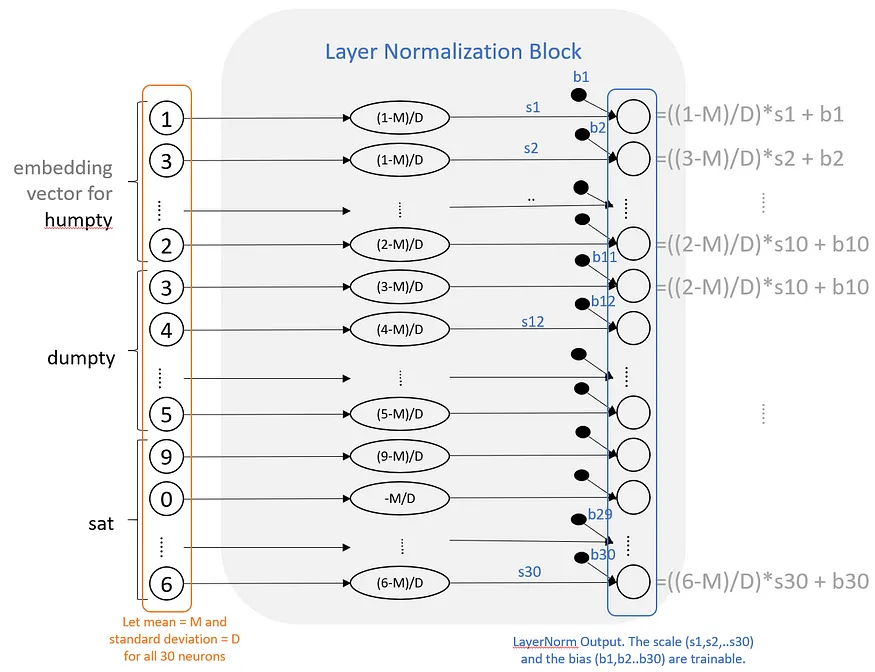 Layer Normalization Block
b1
1
(1-M)/D
s1
=((1-M)/D)*s1 + b1
b2
3
(1-M)/D
s2
=((3-M)/D)*s2 + b2
embedding
vector for
humpty
..
2
(2-M)/D
=((2-M)/D)*s10 + b10
b11
3
(3-M)/D
=((2-M)/D)*s10 + b10
b12
4
(4-M)/D
s12
dumpty
5
(5-M)/D
9
(9-M)/D
0
-M/D
sat
b29
b30
6
(6-M)/D
s30
=((6-M)/D)*s30 + b30
Let mean = M and
standard deviation = D
for all 30 neurons
LayerNorm Output. The scale (s1,s2,..s30)
and the bias (b1,b2..b30) are trainable.